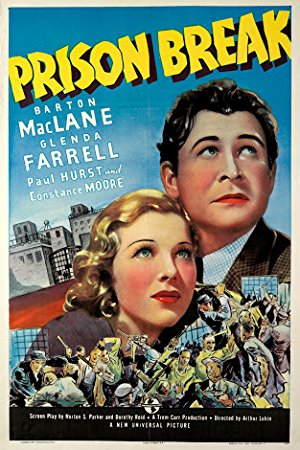 PRISON BREAK
BARTON
MacLANE
GLENDA
FARRELL
Paul HURST and
Constance MOORE
Screen Play by Norton S. Parker and Dorothy Reid • A Trem Carr Production • Directed by Arthur Lubin
A NEW UNIVERSAL PICTURE